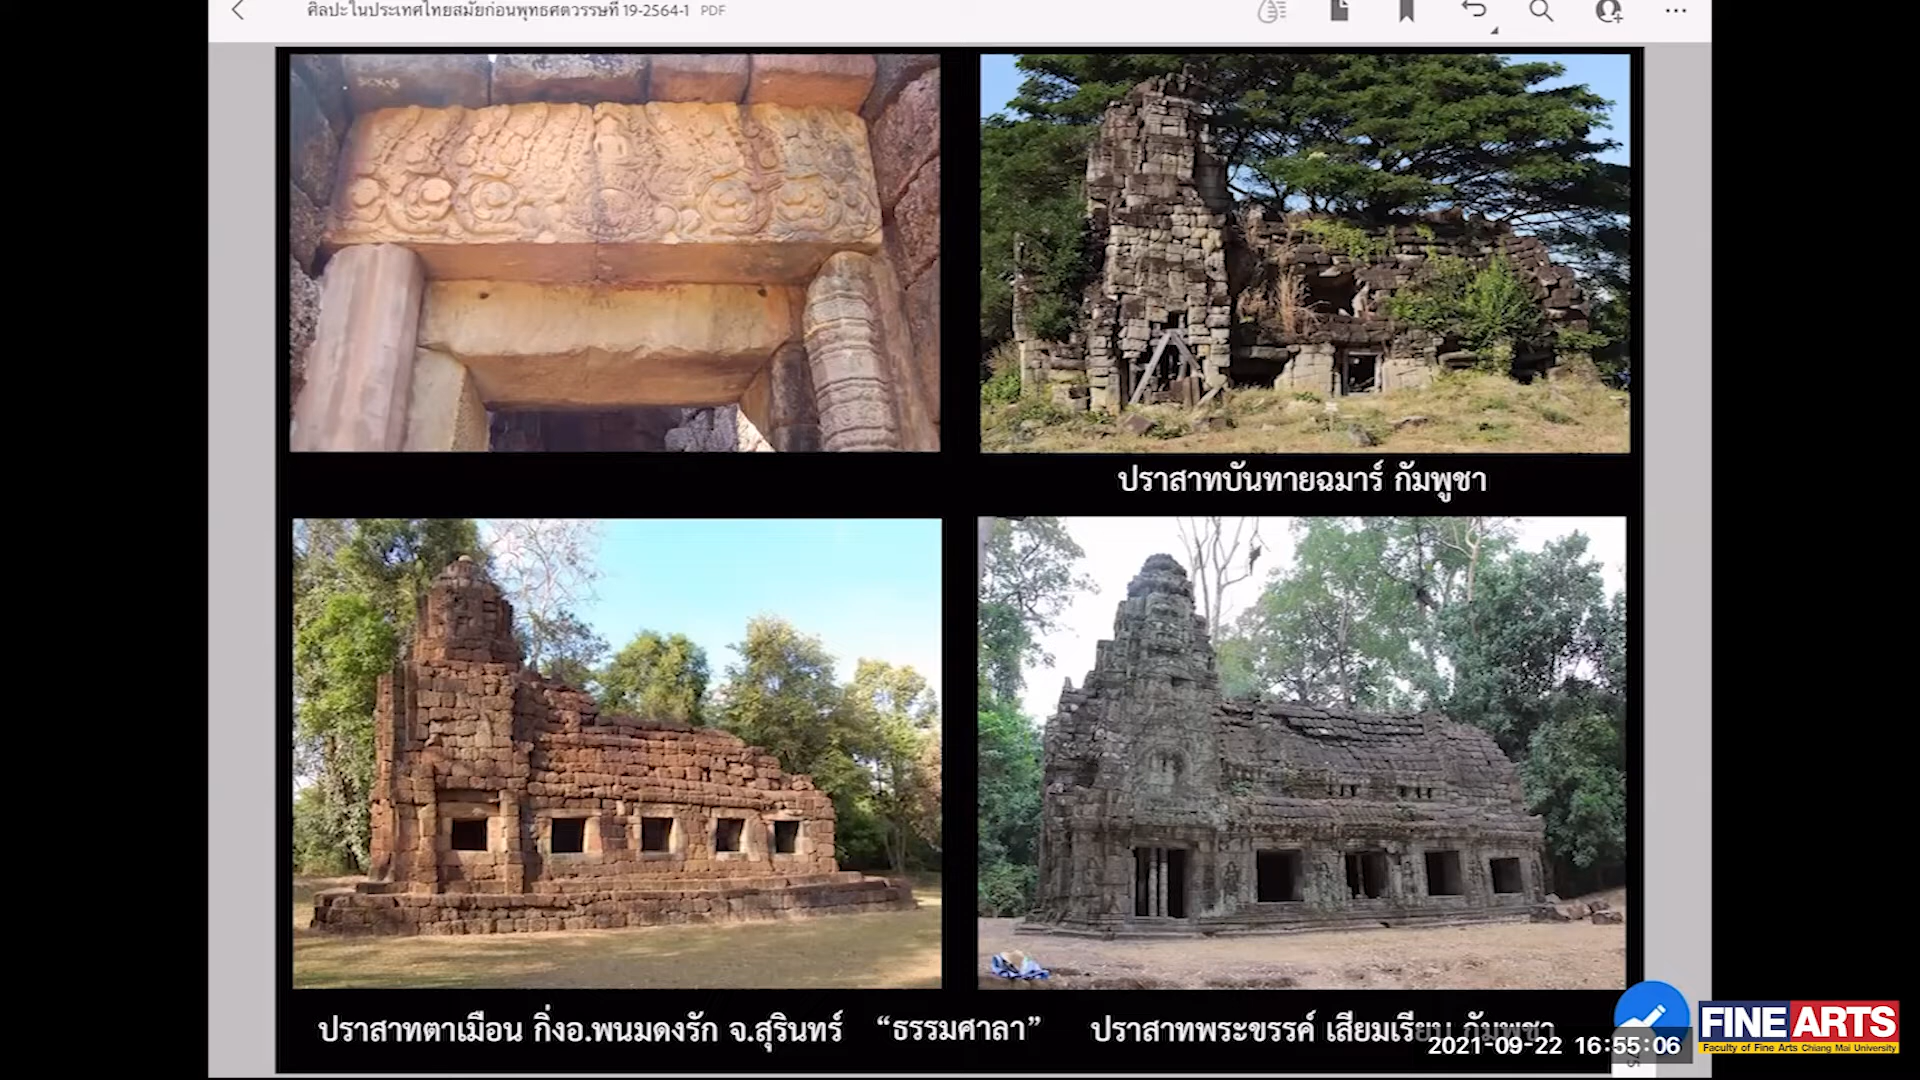 ศิลปะในประเทศไทยสมัยก่อนพุทธศตวรรษที่ 19-2564-1 PDF
ปราสาทบันทายฉมาร์ กัมพูชา
ปราสาทตาเมือน กิ่งอ.พนมดงรัก จ.สุรินทร์ “ธรรมศาลา” ปราสาทพระขรรค์ เสียมเรียบ กัมพูชา
2021-09-22 16:55:06
FINE ARTS
Faculty of Fine Arts Chiang Mai University